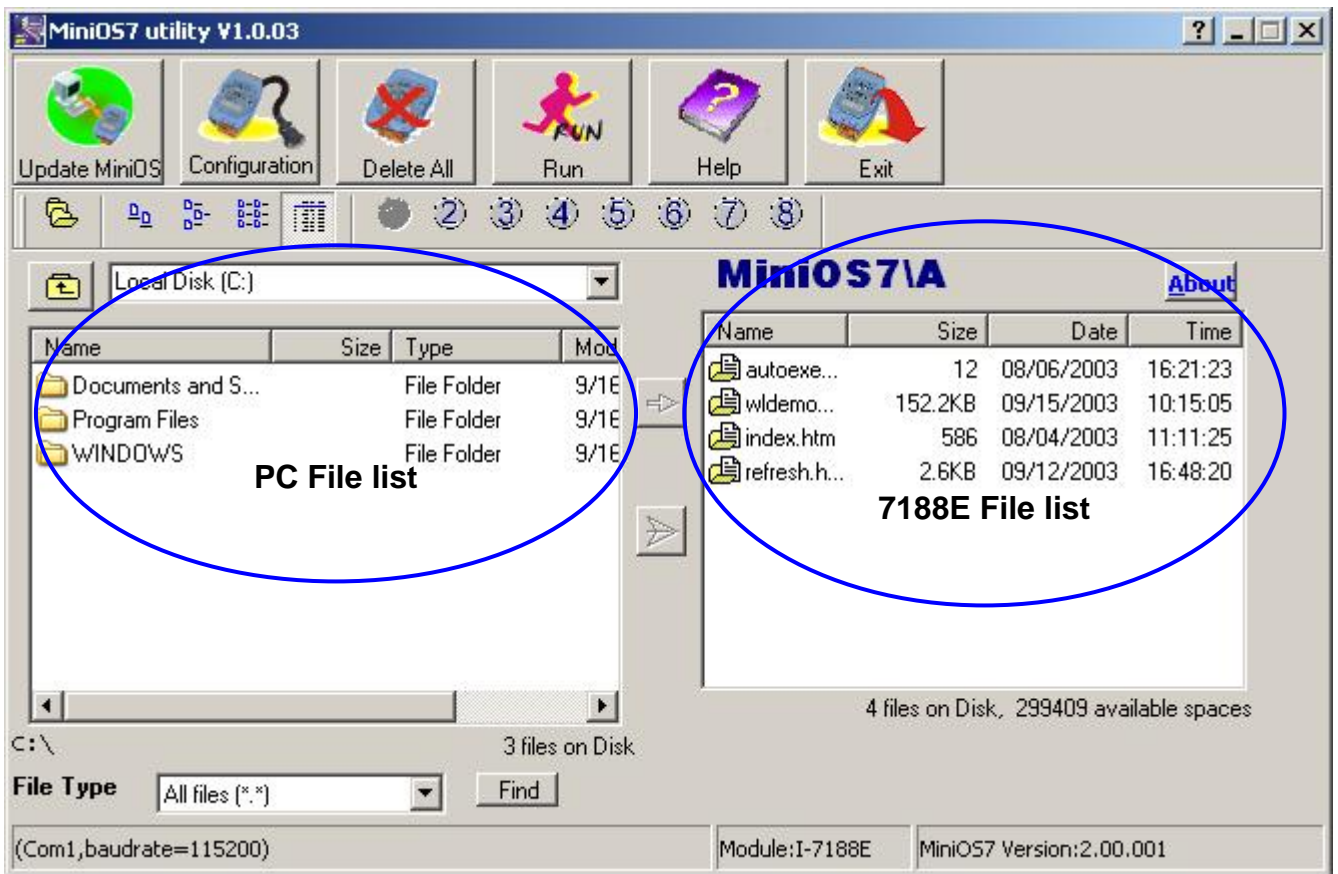 MiniOS7 utility V1.0.03
Update MiniOS Configuration Delete All Run Help Exit
RUN
2 3 4 5 6 7 8
Local Disk (C:)
MiniOS7\A
About
Name Size Type Mod
Documents and S... File Folder 9/16
Program Files File Folder 9/16
WINDOWS File Folder 9/16
PC File list
Name Size Date Time
autoexe... 12 08/06/2003 16:21:23
wldemo... 152.2KB 09/15/2003 10:15:05
index.htm 586 08/04/2003 11:11:25
refresh.h... 2.6KB 09/12/2003 16:48:20
7188E File list
4 files on Disk, 299409 available spaces
C:\ 3 files on Disk
File Type All files (*.*) Find
(Com1,baudrate=115200) Module:I-7188E MiniOS7 Version:2.00.001